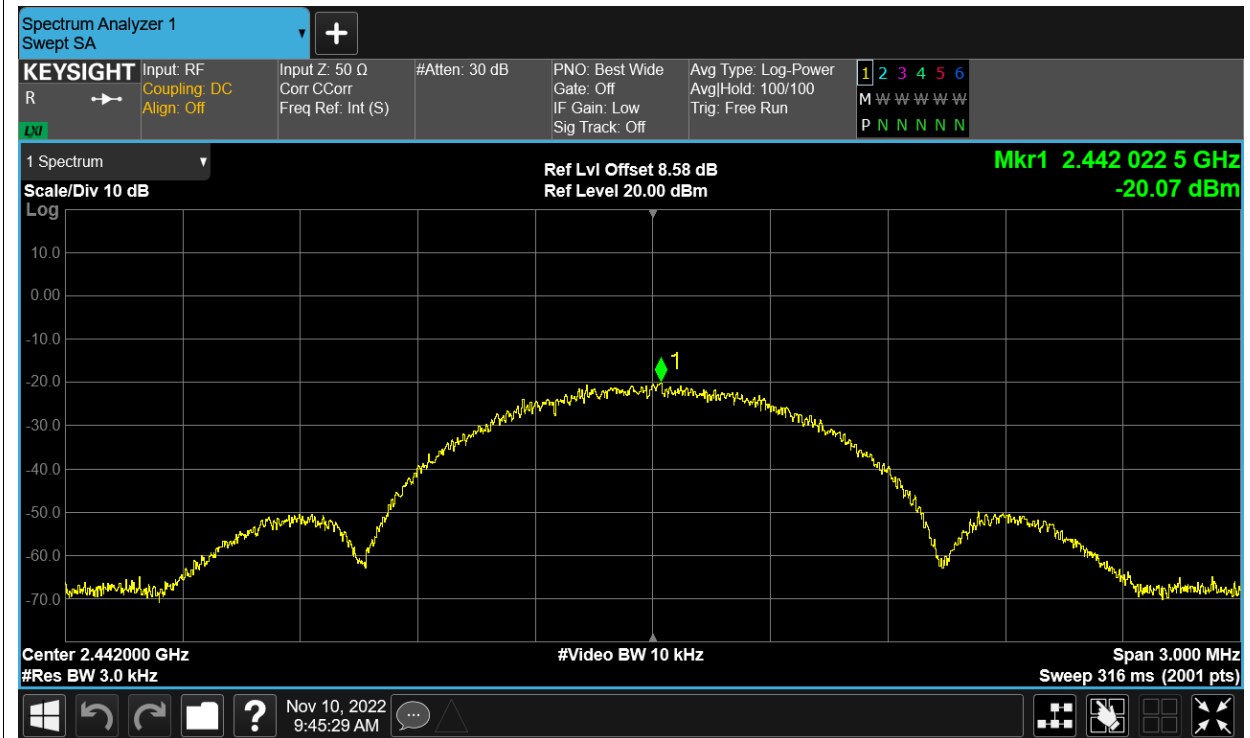 Spectrum Analyzer 1
Swept SA
KEYSIGHT
R
LXI
Input: RF
Coupling: DC
Align: Off
Input Z: 50 Ω
Corr CCorr
Freq Ref: Int (S)
#Atten: 30 dB
PNO: Best Wide
Gate: Off
IF Gain: Low
Sig Track: Off
Avg Type: Log-Power
Avg|Hold: 100/100
Trig: Free Run
1 2 3 4 5 6
M W W W W W
P N N N N N
1 Spectrum
Scale/Div 10 dB
Log
Ref Lvl Offset 8.58 dB
Ref Level 20.00 dBm
Mkr1 2.442 022 5 GHz
-20.07 dBm
10.0
0.00
-10.0
-20.0
-30.0
-40.0
-50.0
-60.0
-70.0
1
Center 2.442000 GHz
#Res BW 3.0 kHz
#Video BW 10 kHz
Span 3.000 MHz
Sweep 316 ms (2001 pts)
?
Nov 10, 2022
9:45:29 AM